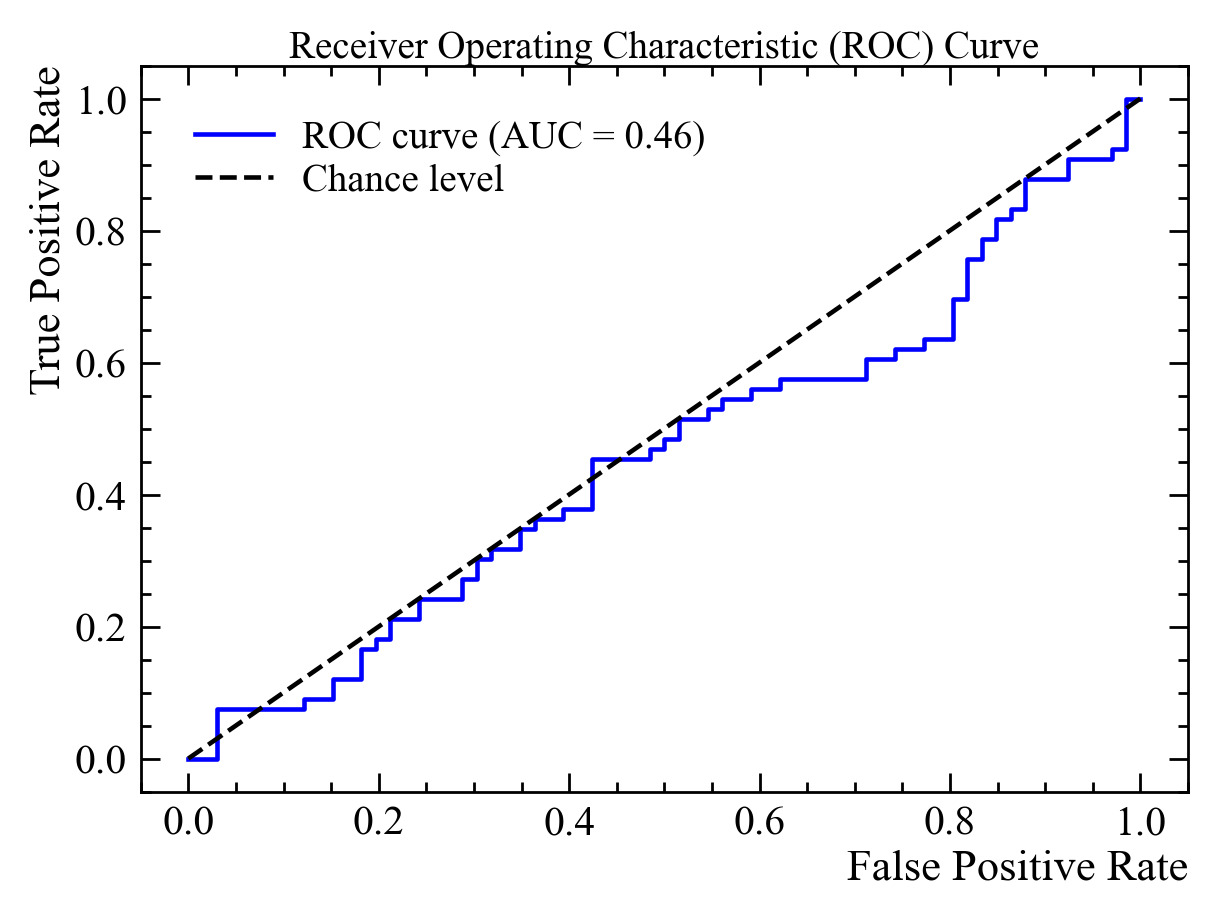 Receiver Operating Characteristic (ROC) Curve
True Positive Rate
1.0
0.8
0.6
0.4
0.2
0.0
ROC curve (AUC = 0.46)
Chance level
0.0 0.2 0.4 0.6 0.8 1.0
False Positive Rate